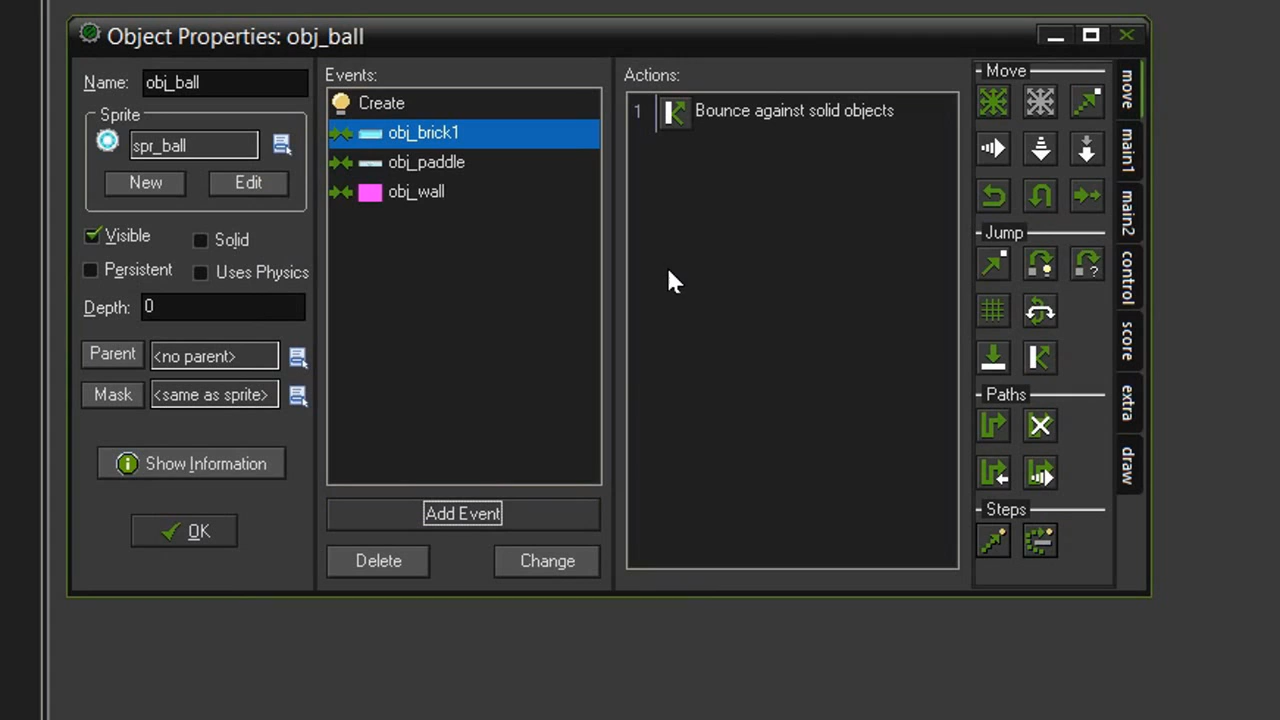 Object Properties: obj_ball
Name: obj_ball
Sprite
spr_ball
New Edit
Visible Solid
Persistent Uses Physics
Depth: 0
Parent <no parent>
Mask <same as sprite>
Show Information
OK
Events:
Create
obj_brick1
obj_paddle
obj_wall
Add Event
Delete Change
Actions:
1 Bounce against solid objects
Move
Jump
?
Paths
Steps
move
main1
main2
control
score
extra
draw